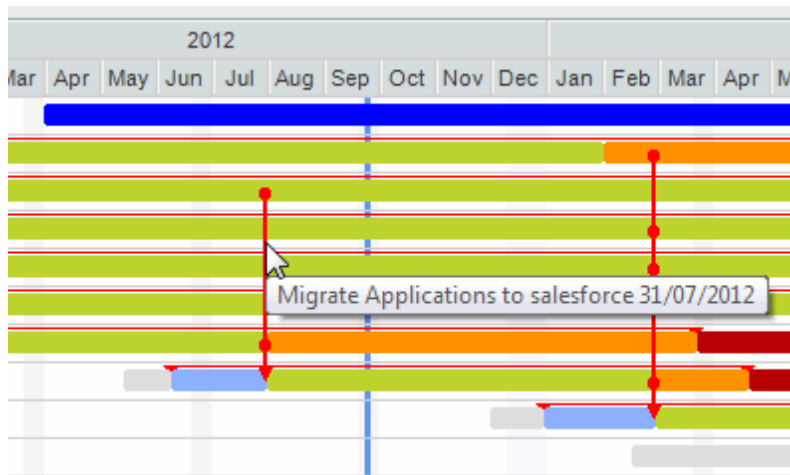 2012
Mar Apr May Jun Jul Aug Sep Oct Nov Dec Jan Feb Mar Apr M
Migrate Applications to salesforce 31/07/2012